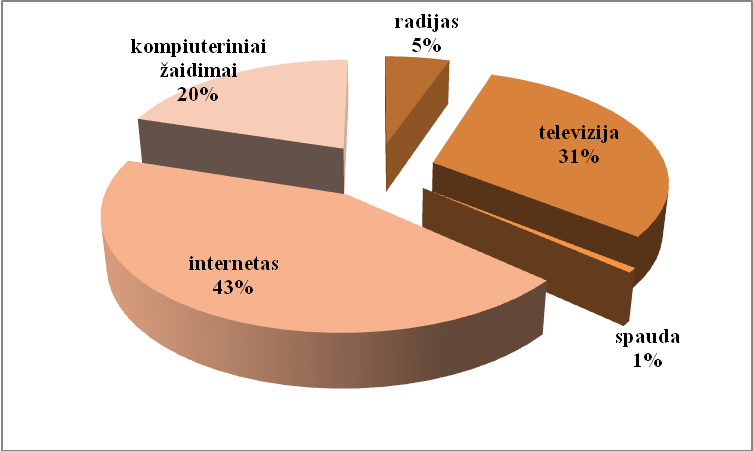 radijas
5%
televizija
31%
spauda
1%
internetas
43%
kompiuteriniai
žaidimai
20%